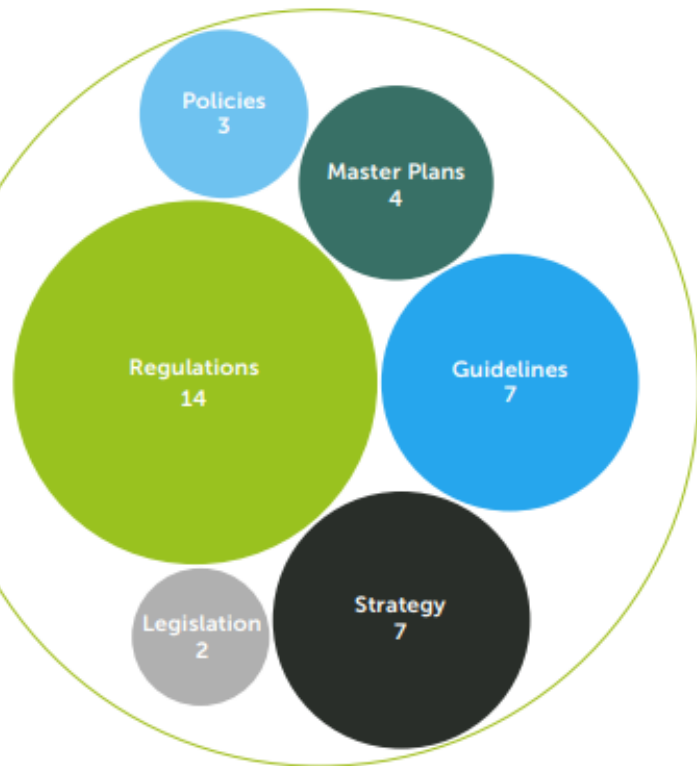 Policies
3
Master Plans
4
Regulations
14
Guidelines
7
Strategy
7
Legislation
2